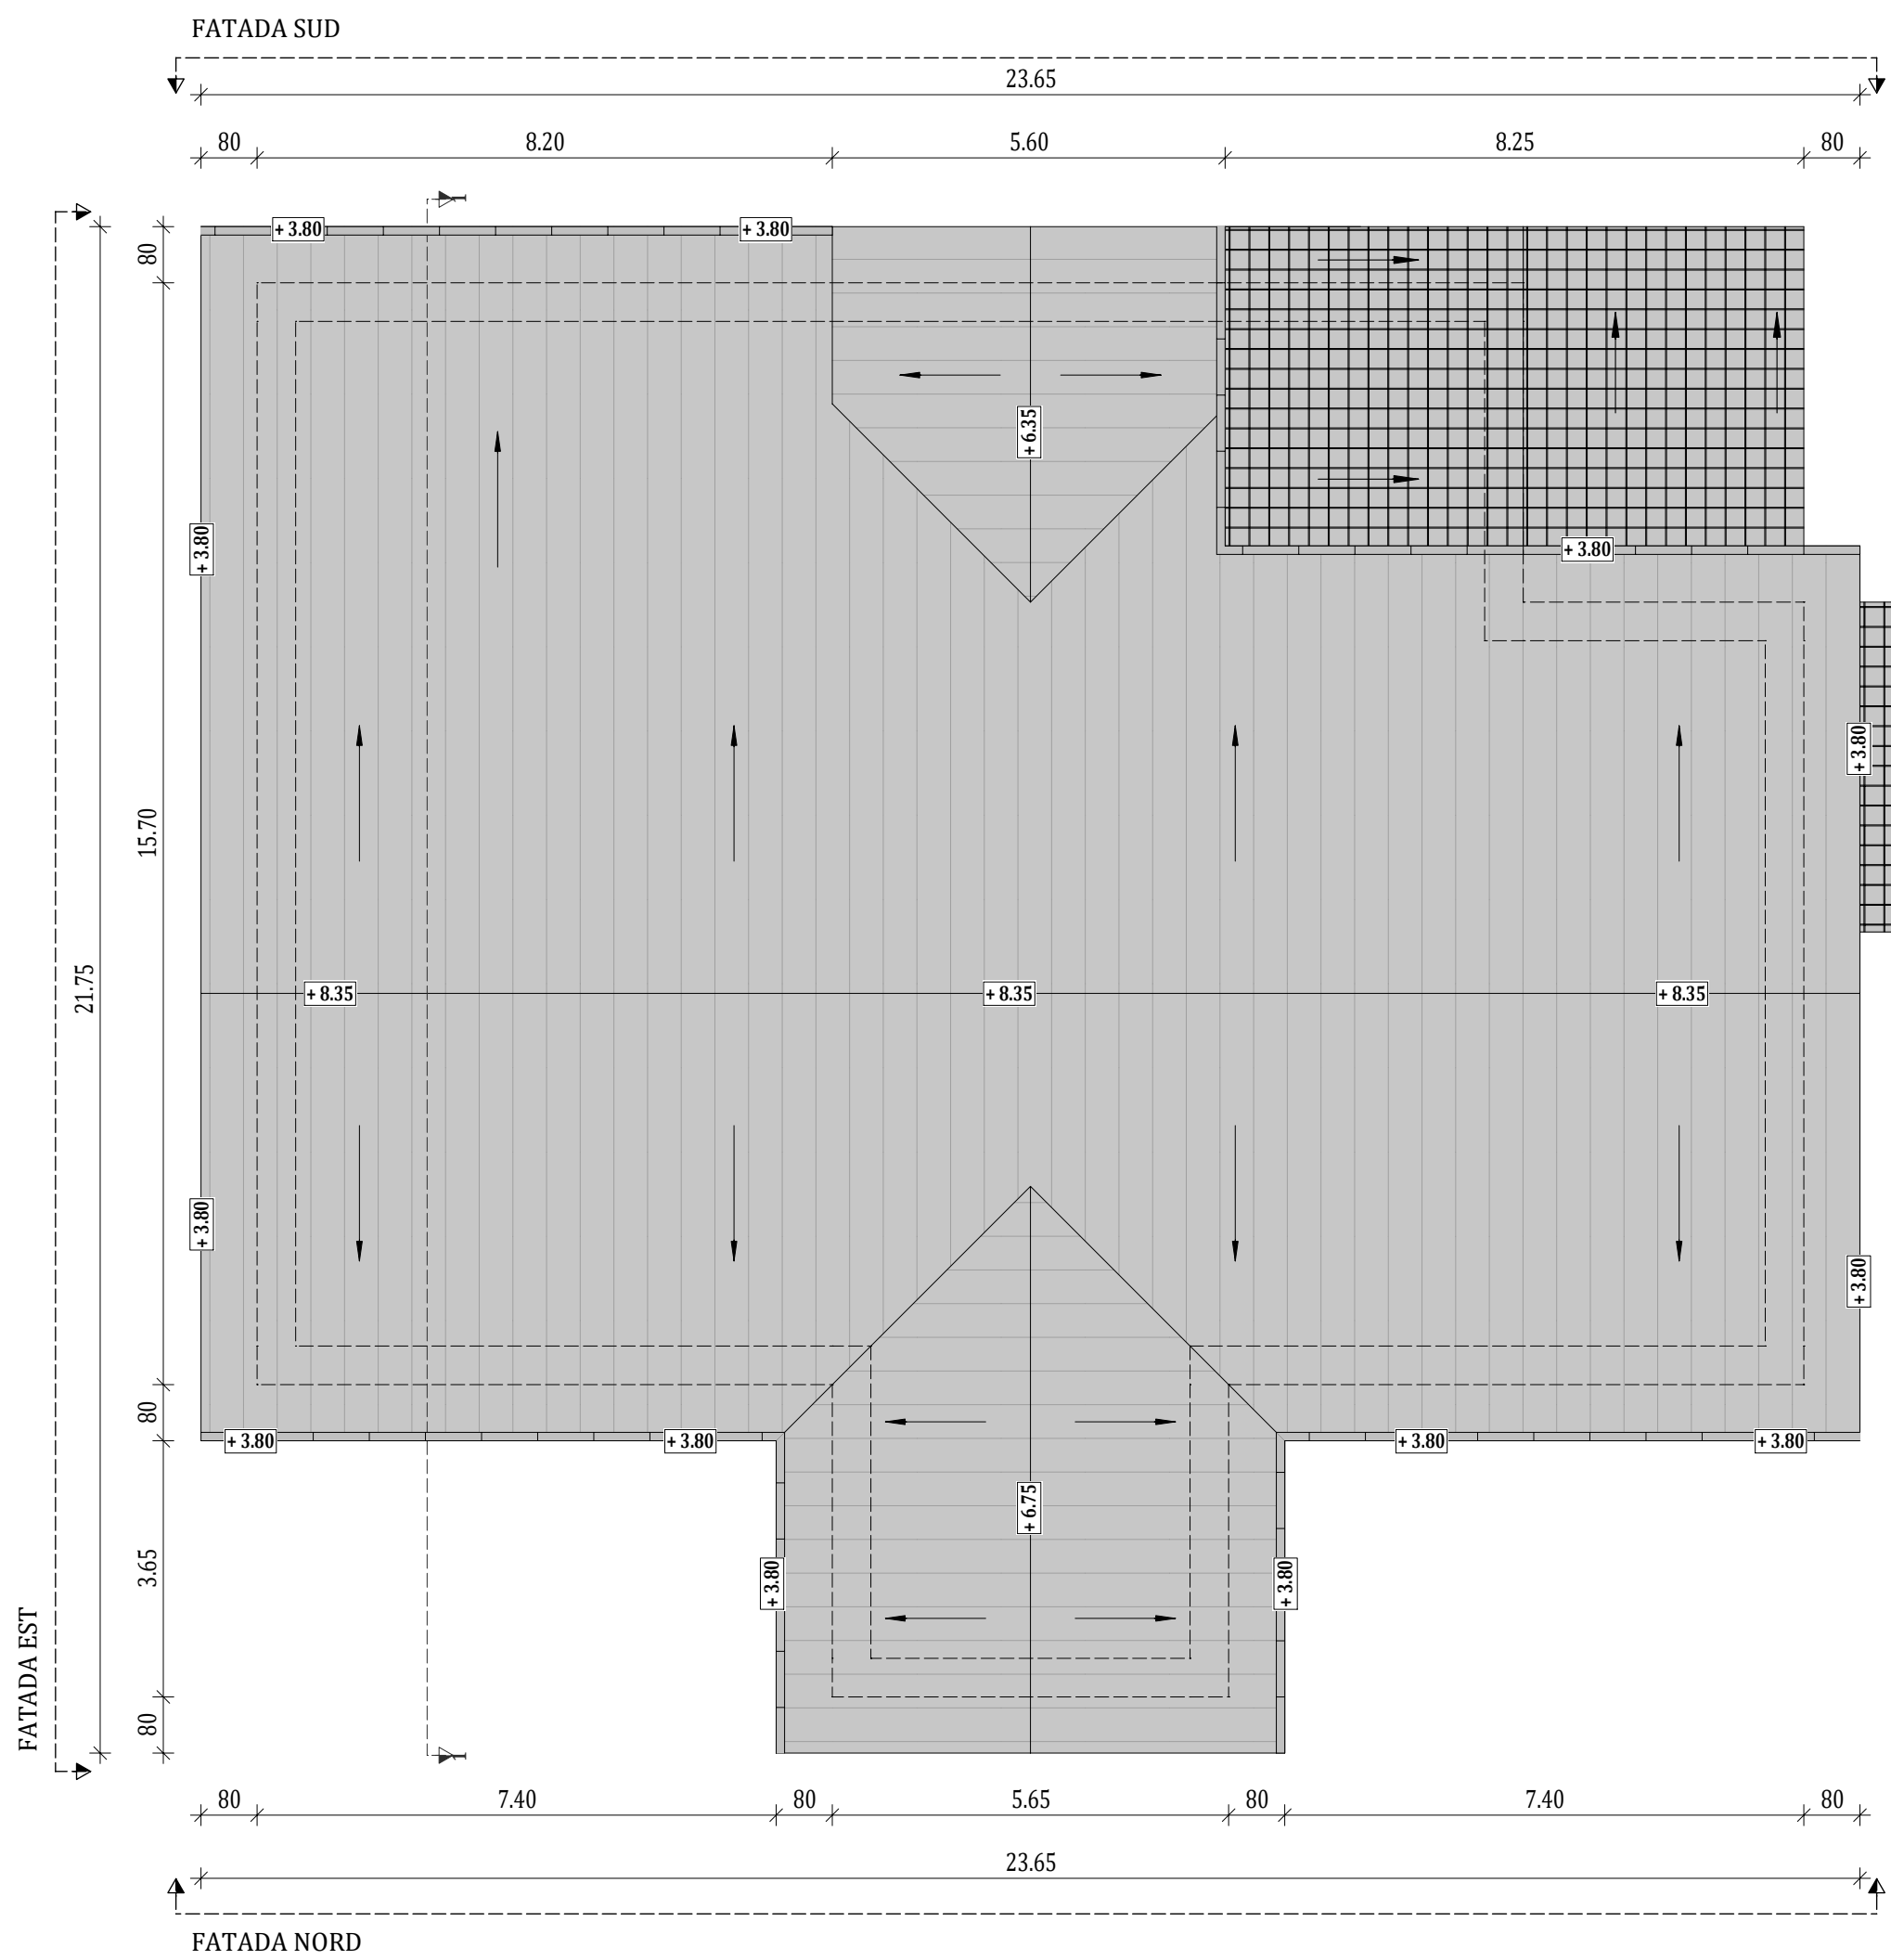 FATADA SUD
23.65
80 8.20 5.60 8.25 80
1
+ 3.80 + 3.80
80
+ 6.35
+ 3.80 + 3.80
+ 3.80
15.70
21.75
+ 8.35 + 8.35 + 8.35
+ 3.80 + 3.80
80
+ 3.80 + 3.80 + 3.80 + 3.80
+ 6.75
3.65
+ 3.80 + 3.80
FATADA EST
80
1
80 7.40 80 5.65 80 7.40 80
23.65
FATADA NORD